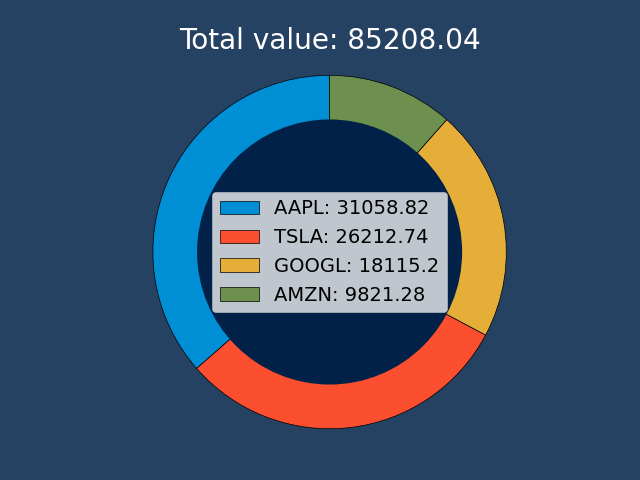 Total value: 85208.04
AAPL: 31058.82
TSLA: 26212.74
GOOGL: 18115.2
AMZN: 9821.28